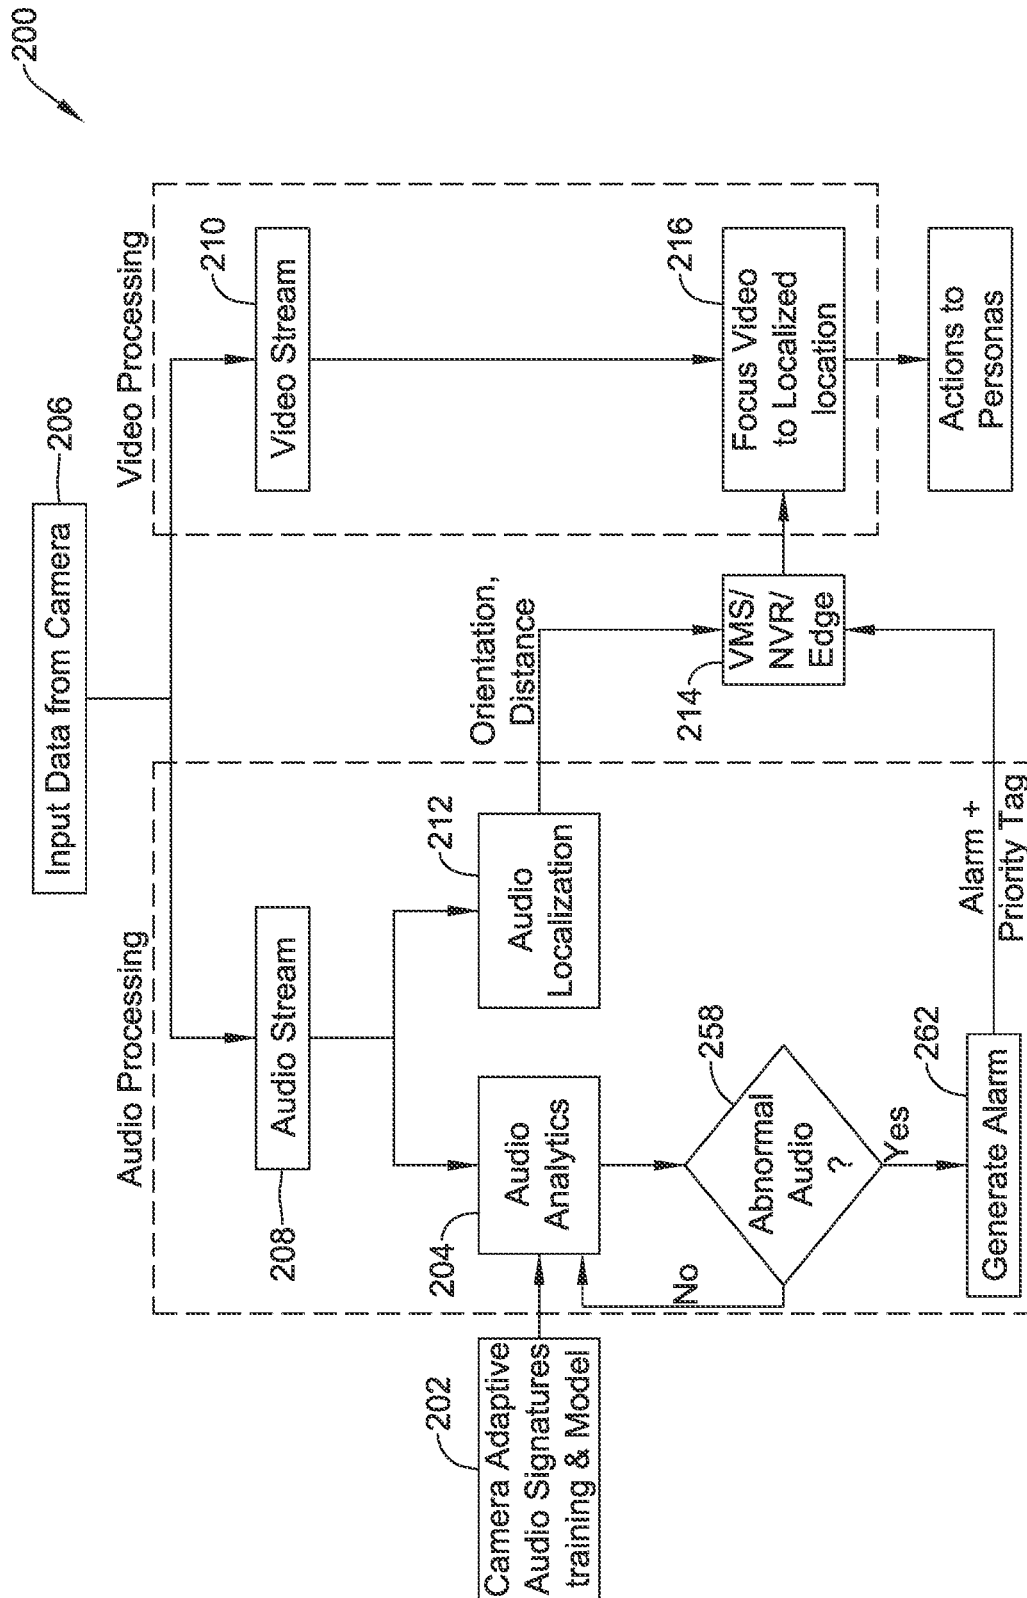 200
Input Data from Camera
206
Audio Processing
Video Processing
Audio Stream
208
Video Stream
210
202
Camera Adaptive
Audio Signatures
training & Model
204
Audio
Analytics
212
Audio
Localization
Orientation,
Distance
No
258
Abnormal
Audio
?
Yes
214
VMS/
NVR/
Edge
216
Focus Video
to Localized
location
262
Generate Alarm
Alarm +
Priority Tag
Actions to
Personas